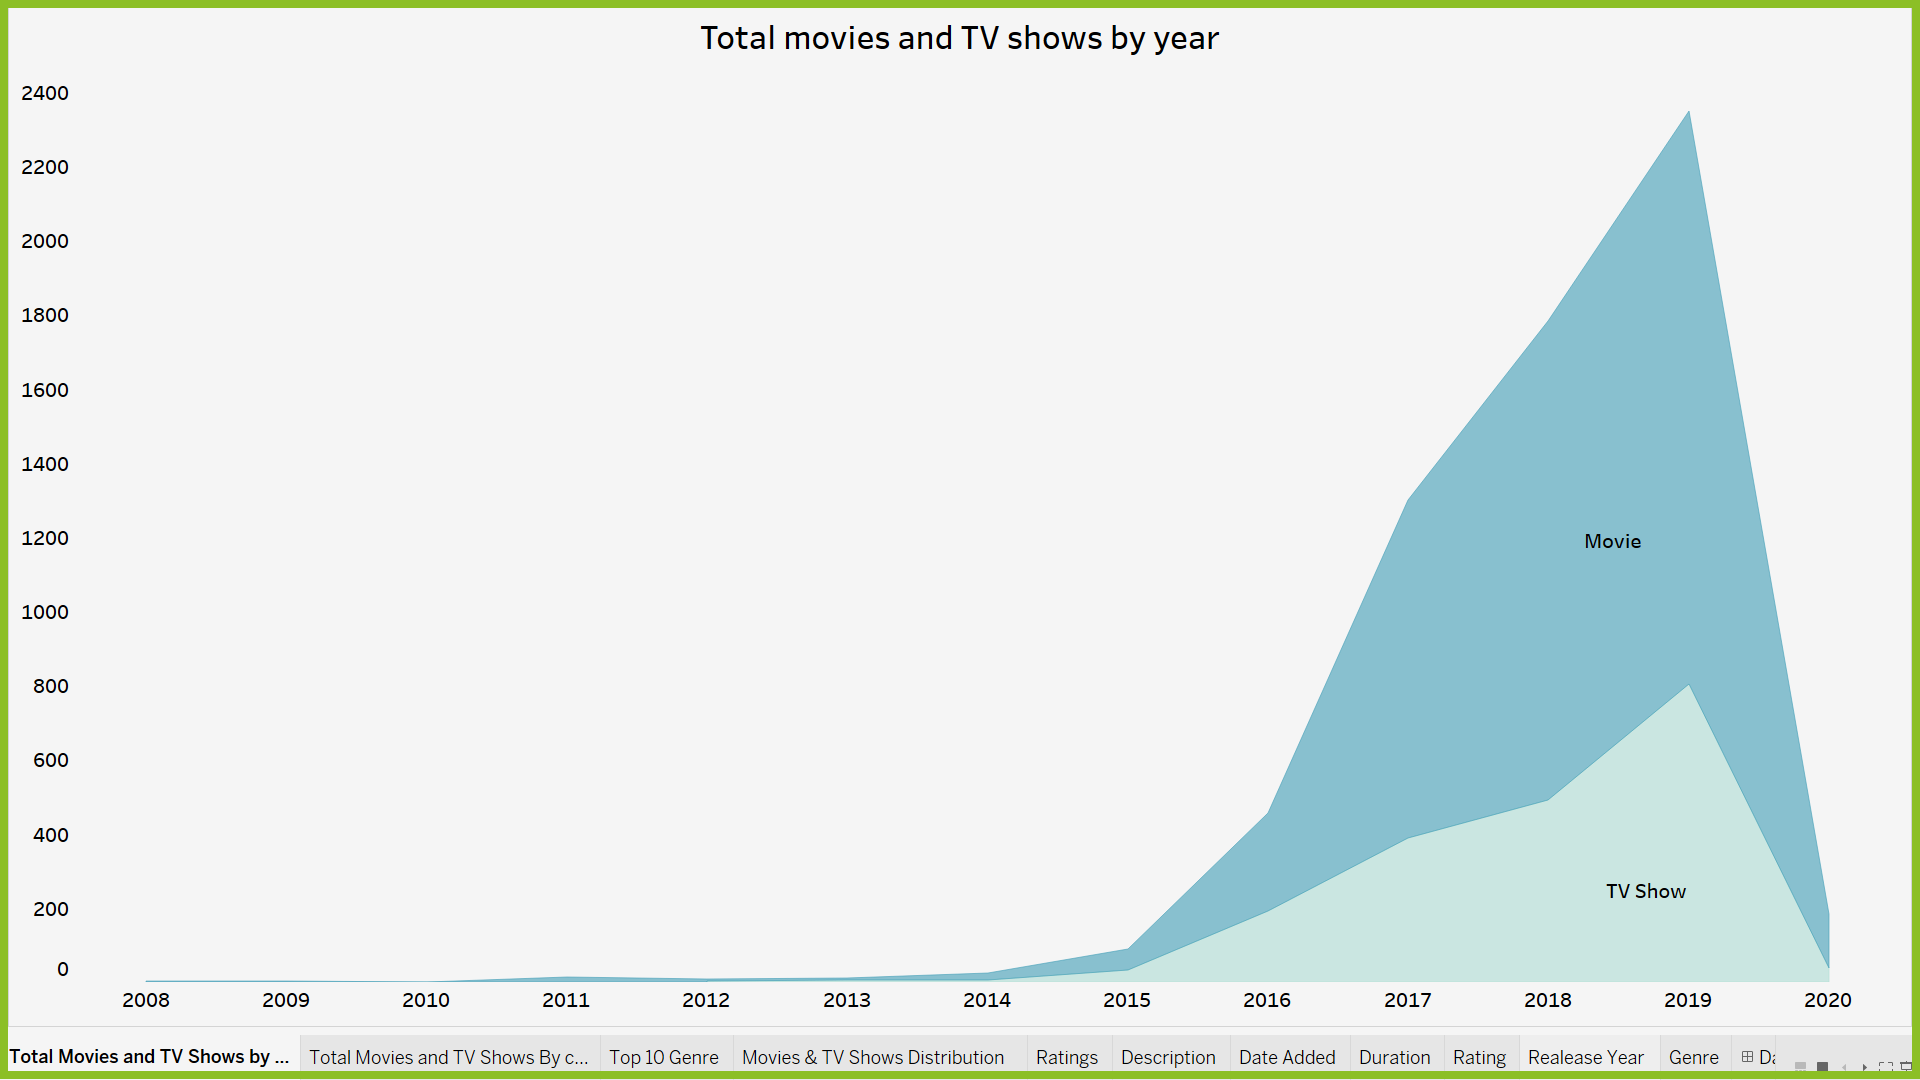 Total movies and TV shows by year
2400
2200
2000
1800
1600
1400
1200
1000
800
600
400
200
0
Movie
TV Show
2008 2009 2010 2011 2012 2013 2014 2015 2016 2017 2018 2019 2020
Total Movies and TV Shows by ... Total Movies and TV Shows By c... Top 10 Genre Movies & TV Shows Distribution Ratings Description Date Added Duration Rating Realease Year Genre